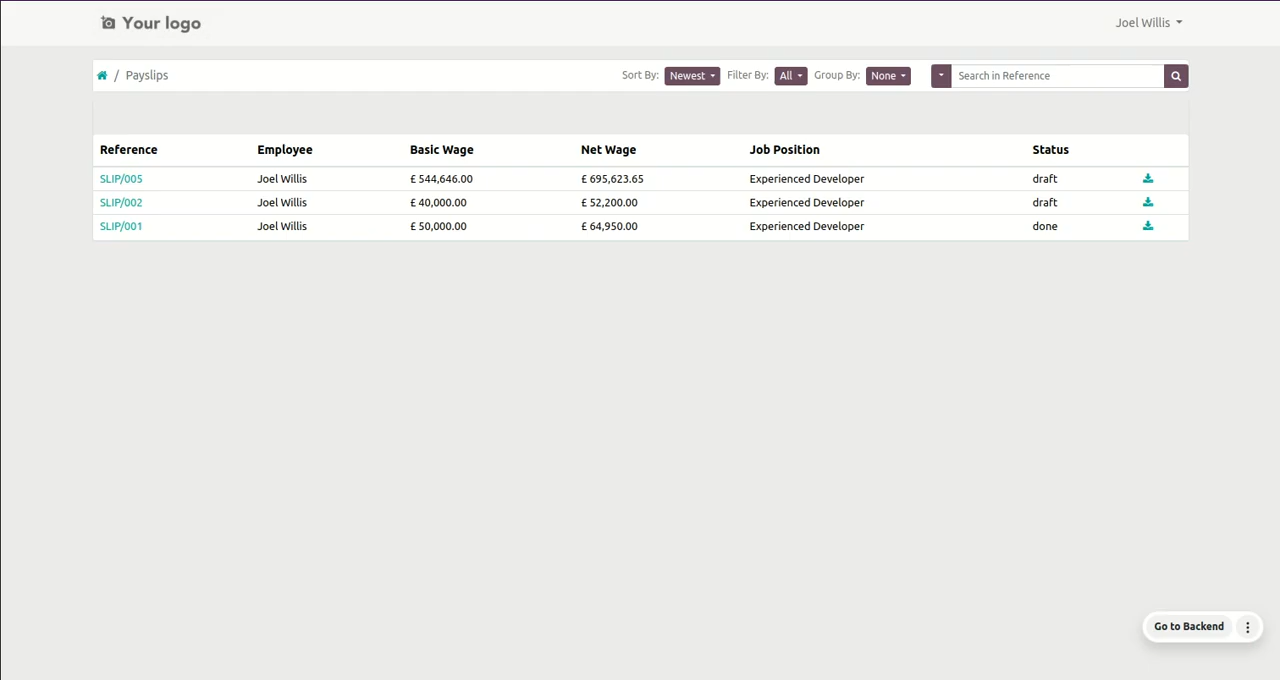 Your logo
Joel Willis
/ Payslips
Sort By: Newest Filter By: All Group By: None Search in Reference
Reference Employee Basic Wage Net Wage Job Position Status
SLIP/005 Joel Willis £ 544,646.00 £ 695,623.65 Experienced Developer draft
SLIP/002 Joel Willis £ 40,000.00 £ 52,200.00 Experienced Developer draft
SLIP/001 Joel Willis £ 50,000.00 £ 64,950.00 Experienced Developer done
Go to Backend